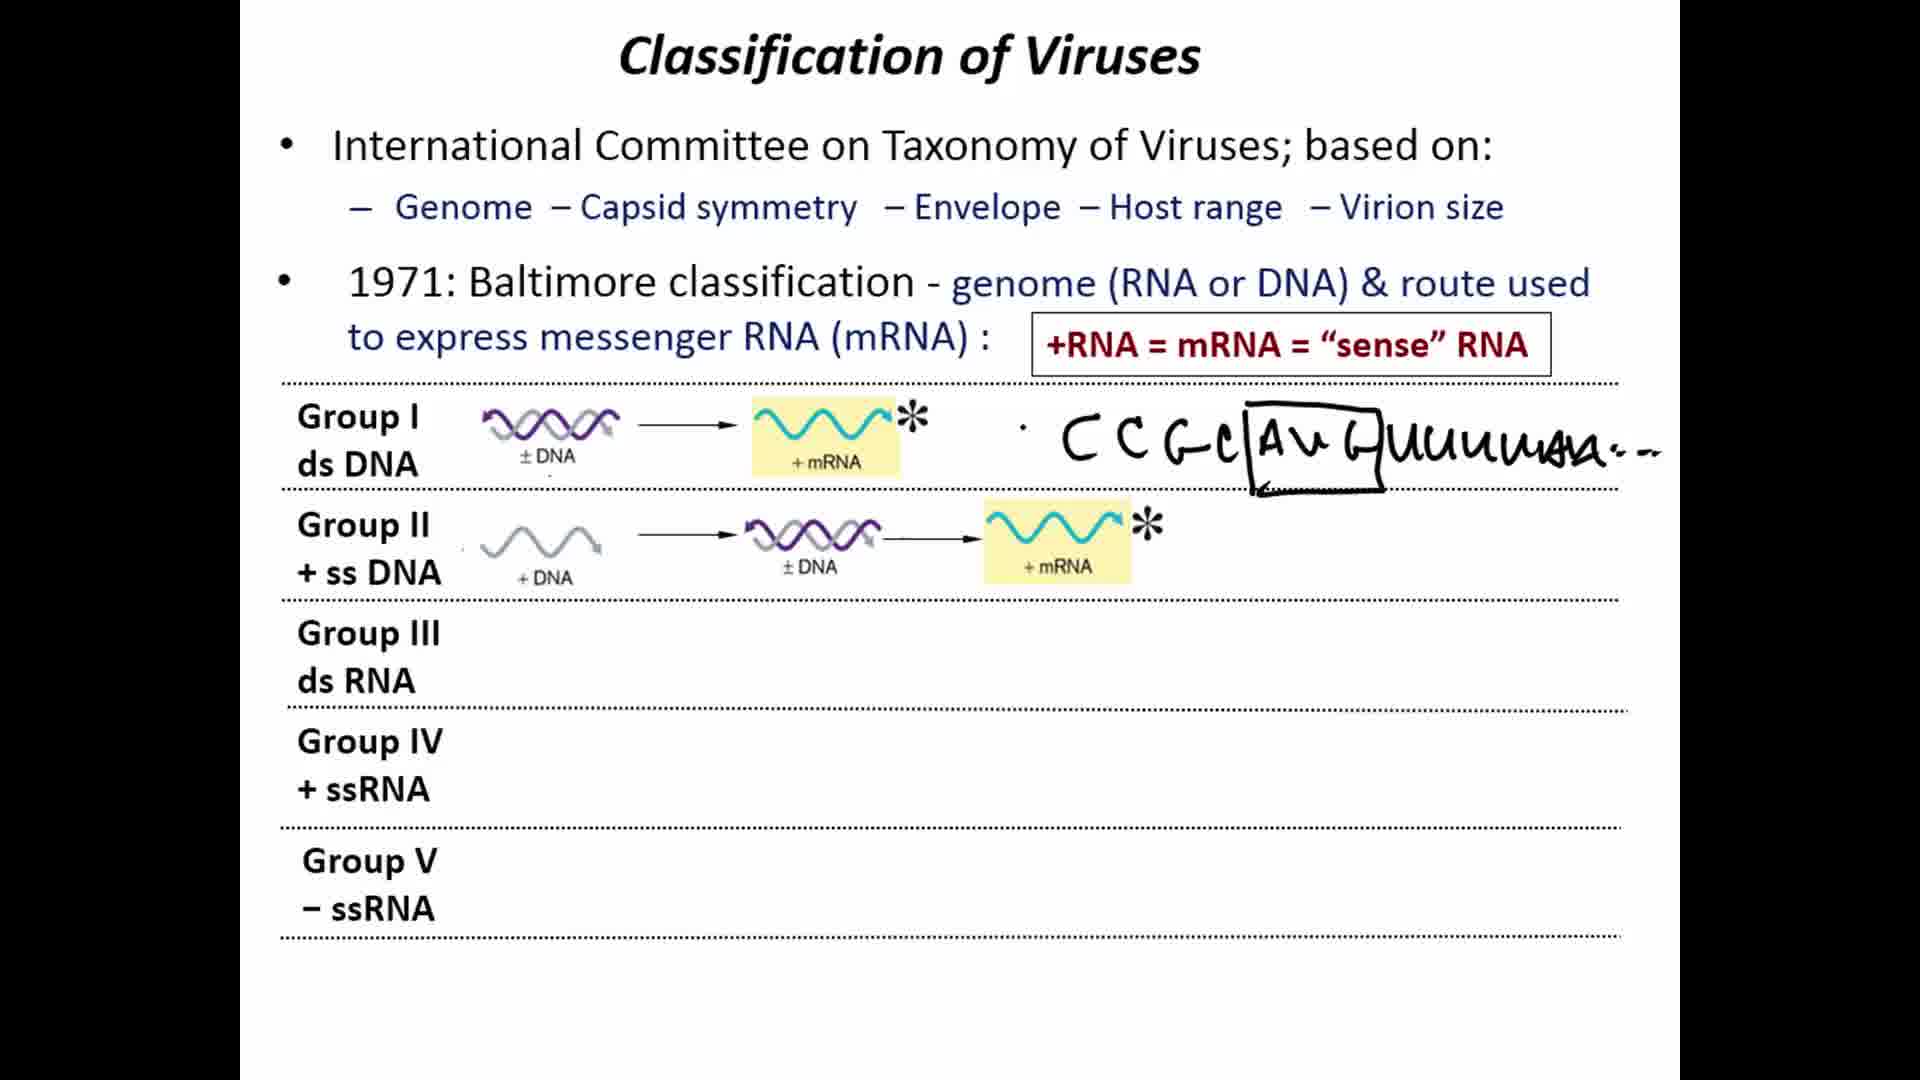 Classification of Viruses
• International Committee on Taxonomy of Viruses; based on:
– Genome – Capsid symmetry – Envelope – Host range – Virion size
• 1971: Baltimore classification - genome (RNA or DNA) & route used
to express messenger RNA (mRNA) :
+RNA = mRNA = “sense” RNA
Group I
ds DNA
± DNA
+ mRNA
*
CCGCAUGUUUU
Group II
+ ss DNA
+ DNA
± DNA
+ mRNA
*
Group III
ds RNA
Group IV
+ ssRNA
Group V
– ssRNA